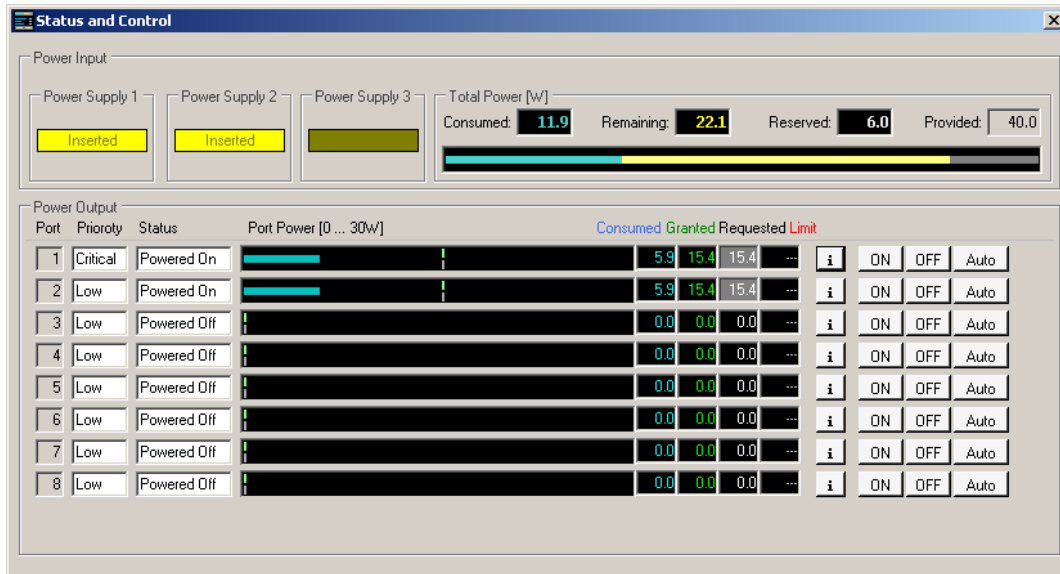 Status and Control
Power Input
Power Supply 1 Power Supply 2 Power Supply 3 Total Power [W]
Inserted Inserted
Consumed: 11.9 Remaining: 22.1 Reserved: 6.0 Provided: 40.0
Power Output
Port Prioroty Status Port Power [0 ... 30W] Consumed Granted Requested Limit
1 Critical Powered On 5.9 15.4 15.4 --- i ON OFF Auto
2 Low Powered On 5.9 15.4 15.4 --- i ON OFF Auto
3 Low Powered Off 0.0 0.0 0.0 --- i ON OFF Auto
4 Low Powered Off 0.0 0.0 0.0 --- i ON OFF Auto
5 Low Powered Off 0.0 0.0 0.0 --- i ON OFF Auto
6 Low Powered Off 0.0 0.0 0.0 --- i ON OFF Auto
7 Low Powered Off 0.0 0.0 0.0 --- i ON OFF Auto
8 Low Powered Off 0.0 0.0 0.0 --- i ON OFF Auto